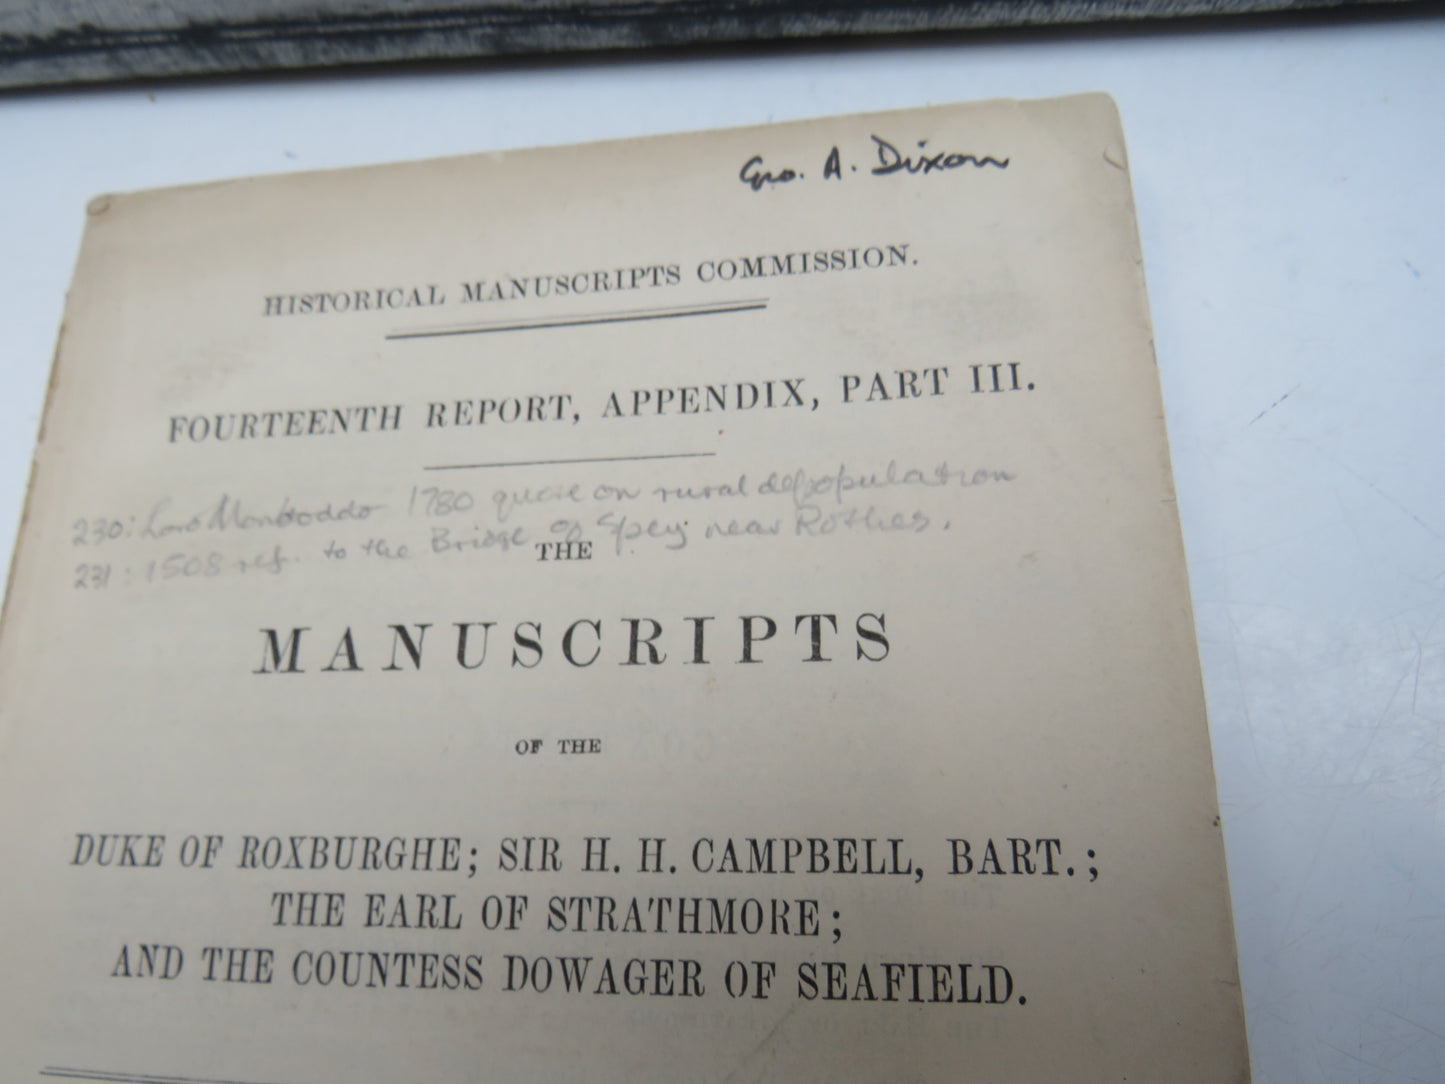 Geo. A. Dixon
HISTORICAL MANUSCRIPTS COMMISSION.
FOURTEENTH REPORT, APPENDIX, PART III.
230: Lord Monboddo 1780 quote on rural depopulation
231: 1508 ref. to the Bridge of Spey near Rothes.
THE
MANUSCRIPTS
OF THE
DUKE OF ROXBURGHE; SIR H. H. CAMPBELL, BART.;
THE EARL OF STRATHMORE;
AND THE COUNTESS DOWAGER OF SEAFIELD.